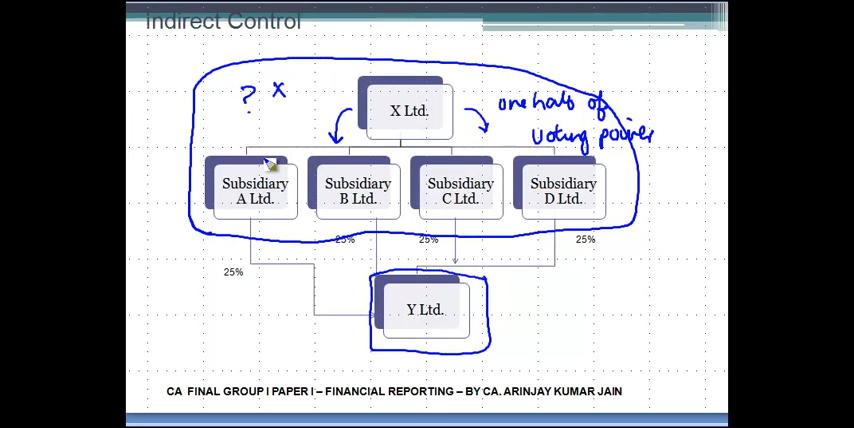 Indirect Control
? X
X Ltd.
one half of
voting power
Subsidiary
A Ltd.
Subsidiary
B Ltd.
Subsidiary
C Ltd.
Subsidiary
D Ltd.
25%
25%
25%
25%
Y Ltd.
CA FINAL GROUP I PAPER I – FINANCIAL REPORTING – BY CA. ARINJAY KUMAR JAIN